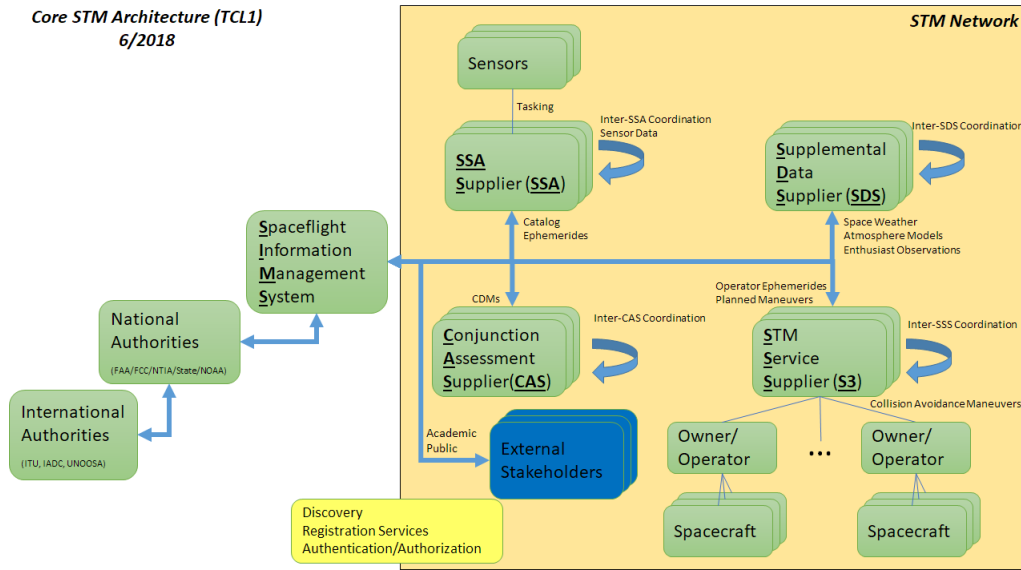 Core STM Architecture (TCL1)
6/2018
STM Network
Sensors
Tasking
Inter-SSA Coordination
Sensor Data
SSA
Supplier (SSA)
Supplemental
Data
Supplier (SDS)
Inter-SDS Coordination
Catalog
Ephemerides
Space Weather
Atmosphere Models
Enthusiast Observations
Spaceflight
Information
Management
System
CDMs
Operator Ephemerides
Planned Maneuvers
National
Authorities
(FAA/FCC/NTIA/State/NOAA)
Conjunction
Assessment
Supplier(CAS)
Inter-CAS Coordination
STM
Service
Supplier (S3)
Inter-SSS Coordination
International
Authorities
(ITU, IADC, UNOOSA)
Collision Avoidance Maneuvers
Academic
Public
External
Stakeholders
Owner/
Operator
...
Owner/
Operator
Discovery
Registration Services
Authentication/Authorization
Spacecraft
Spacecraft